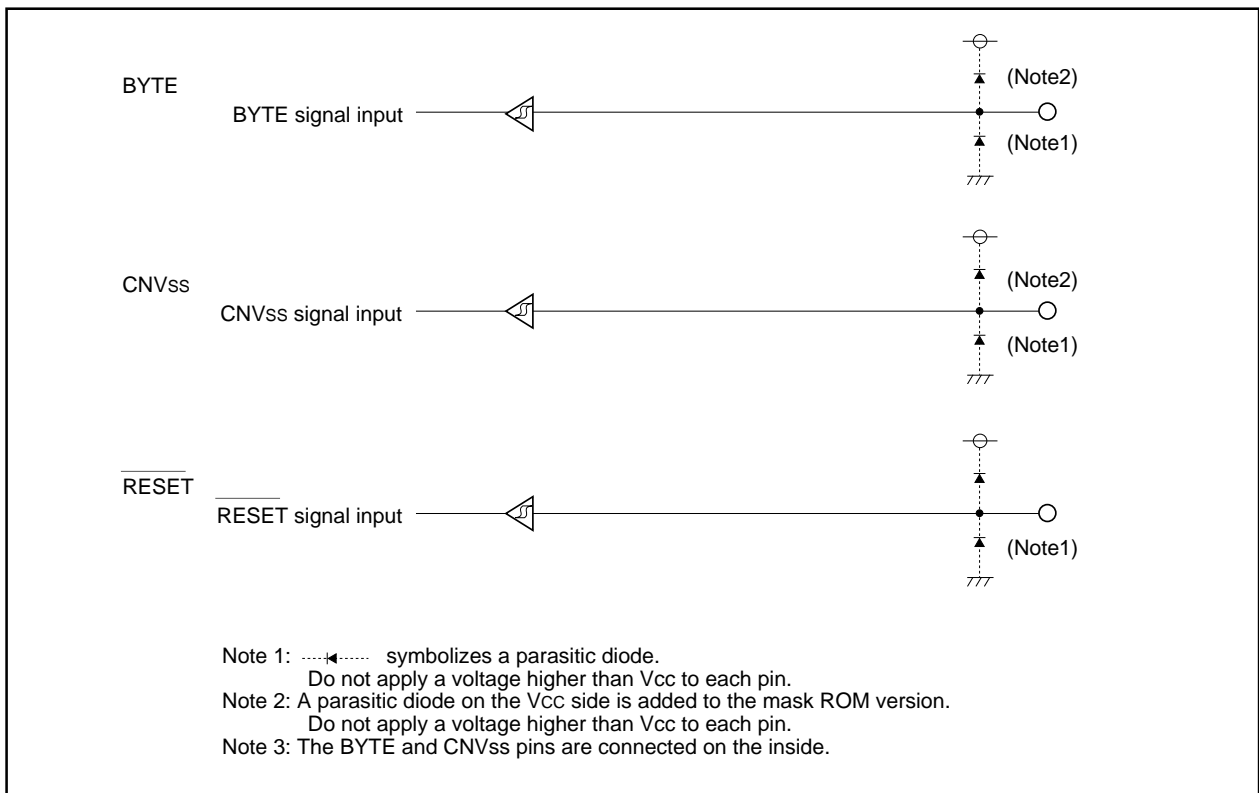 BYTE
BYTE signal input
(Note2)
(Note1)
CNVss
CNVss signal input
(Note2)
(Note1)
RESET
RESET signal input
(Note1)
Note 1: symbolizes a parasitic diode.
Do not apply a voltage higher than Vcc to each pin.
Note 2: A parasitic diode on the VCC side is added to the mask ROM version.
Do not apply a voltage higher than Vcc to each pin.
Note 3: The BYTE and CNVss pins are connected on the inside.